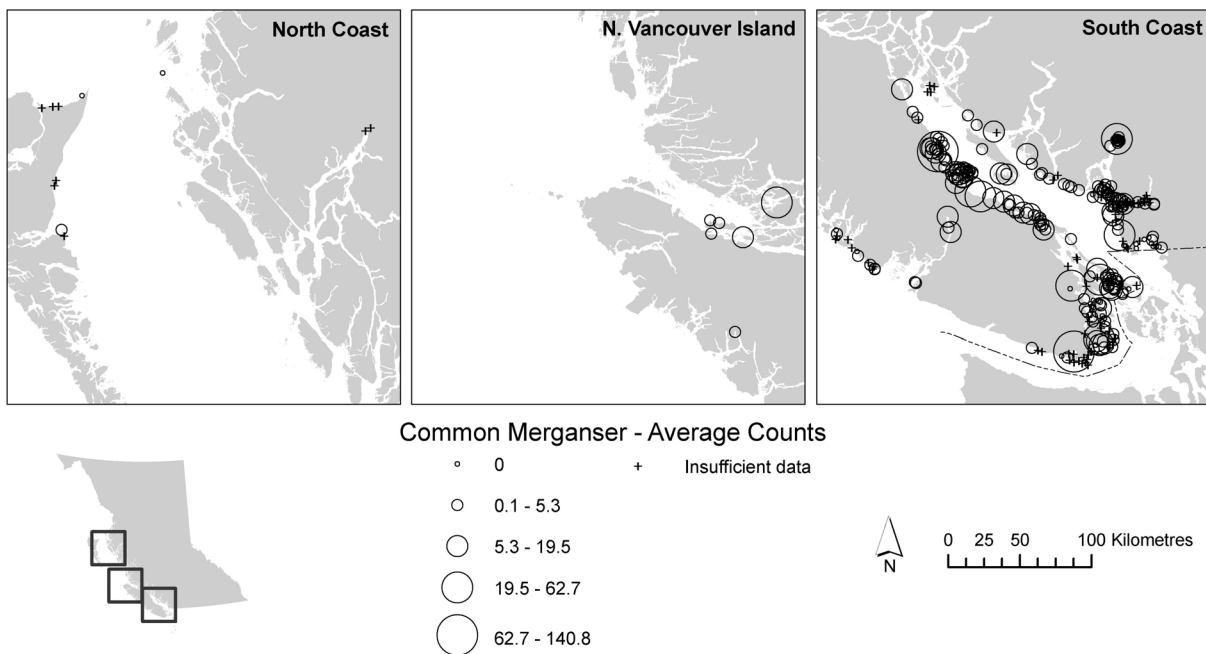 North Coast
N. Vancouver Island
South Coast
Common Merganser - Average Counts
0
Insufficient data
0.1 - 5.3
5.3 - 19.5
19.5 - 62.7
62.7 - 140.8
N
0 25 50 100 Kilometres